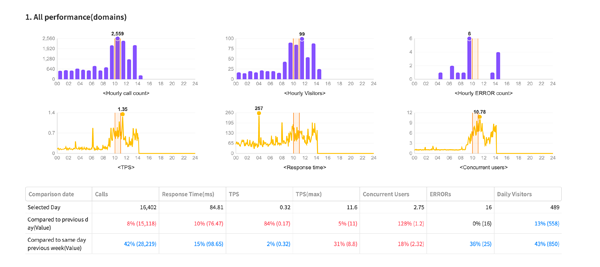 1. All performance(domains)
2,559
2,566
1,920
1,280
640
0
00 02 04 06 08 10 12 14 16 18 20 22 24
<Hourly call count>
99
100
75
50
25
0
00 02 04 06 08 10 12 14 16 18 20 22 24
<Hourly Visitors>
6
6
4
2
0
00 02 04 06 08 10 12 14 16 18 20 22 24
<Hourly ERROR count>
1.35
1.4
0.7
0
00 02 04 06 08 10 12 14 16 18 20 22 24
<TPS>
257
260
195
130
65
0
00 02 04 06 08 10 12 14 16 18 20 22 24
<Response time>
10.78
12
9
6
3
0
00 02 04 06 08 10 12 14 16 18 20 22 24
<Concurrent users>
Comparison date Calls Response Time(ms) TPS TPS(max) Concurrent Users ERRORs Daily Visitors
Selected Day 16,402 84.81 0.32 11.6 2.75 16 489
Compared to previous d
ay(Value) 8% (15,118) 10% (76.47) 84% (0.17) 5% (11) 128% (1.2) 0% (16) 13% (558)
Compared to same day
previous week(Value) 42% (28,219) 15% (98.65) 2% (0.32) 31% (8.8) 18% (2.32) 36% (25) 43% (850)